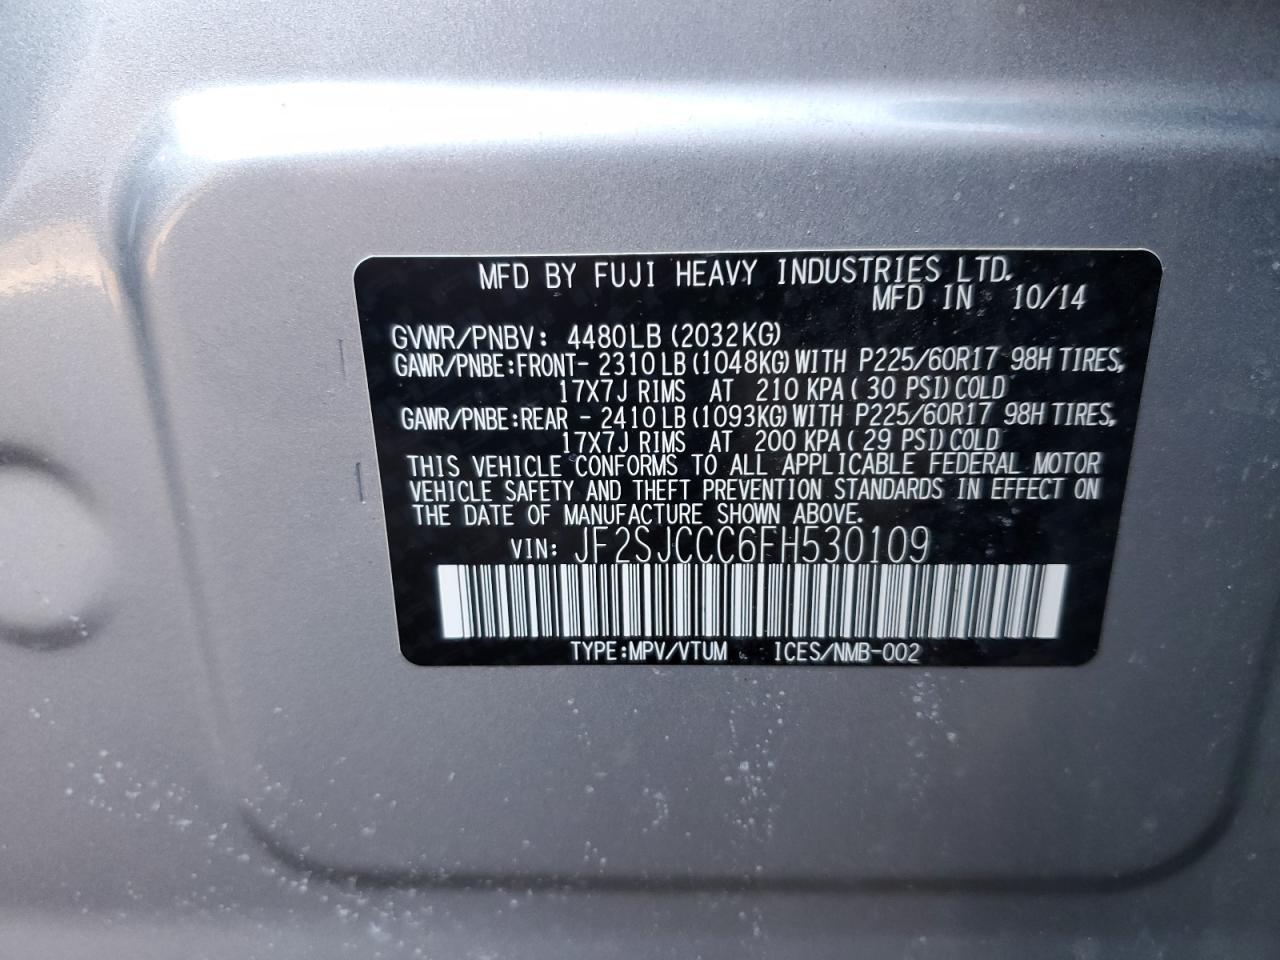 MFD BY FUJI HEAVY INDUSTRIES LTD.
MFD IN 10/14
GVWR/PNBV: 4480LB (2032KG)
GAWR/PNBE:FRONT- 2310LB (1048KG) WITH P225/60R17 98H TIRES,
17X7J RIMS AT 210 KPA ( 30 PSI) COLD
GAWR/PNBE:REAR - 2410LB (1093KG) WITH P225/60R17 98H TIRES,
17X7J RIMS AT 200 KPA ( 29 PSI) COLD
THIS VEHICLE CONFORMS TO ALL APPLICABLE FEDERAL MOTOR
VEHICLE SAFETY AND THEFT PREVENTION STANDARDS IN EFFECT ON
THE DATE OF MANUFACTURE SHOWN ABOVE.
VIN: JF2SJCCC6FH530109
TYPE:MPV/VTUM ICES/NMB-002